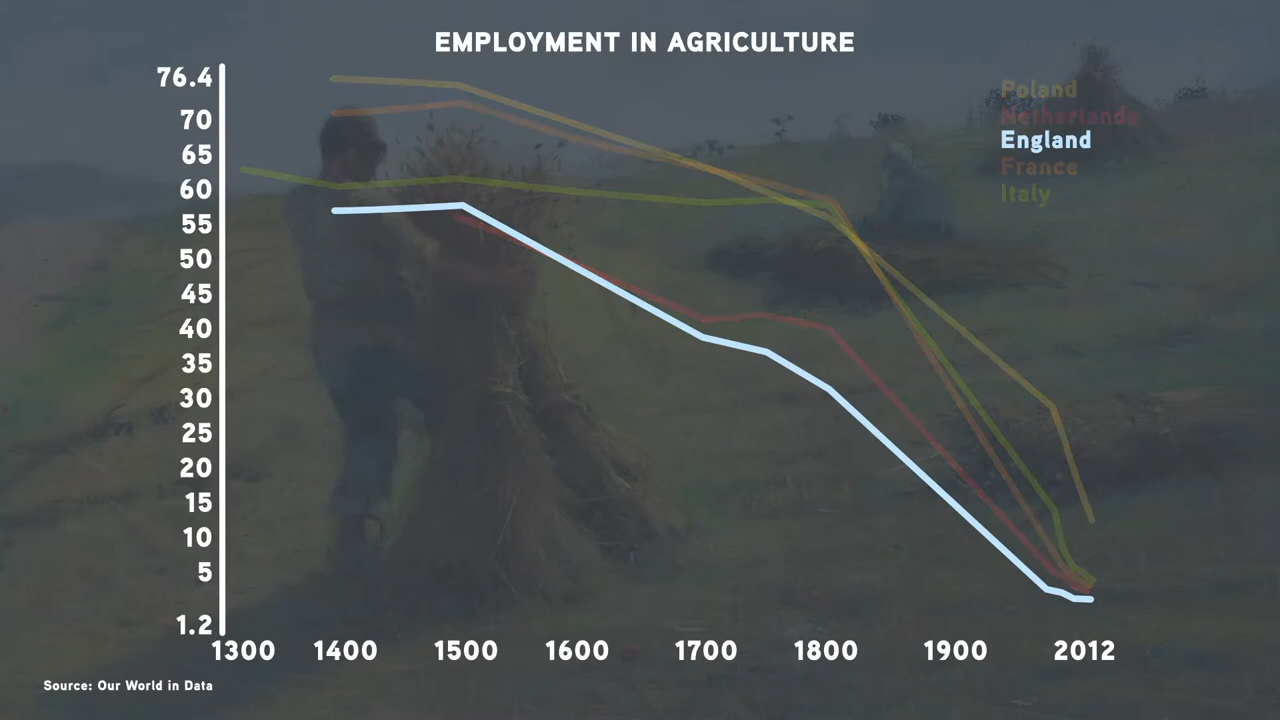 EMPLOYMENT IN AGRICULTURE
76.4
70
65
60
55
50
45
40
35
30
25
20
15
10
5
1.2
1300 1400 1500 1600 1700 1800 1900 2012
Poland
Netherlands
England
France
Italy
Source: Our World in Data